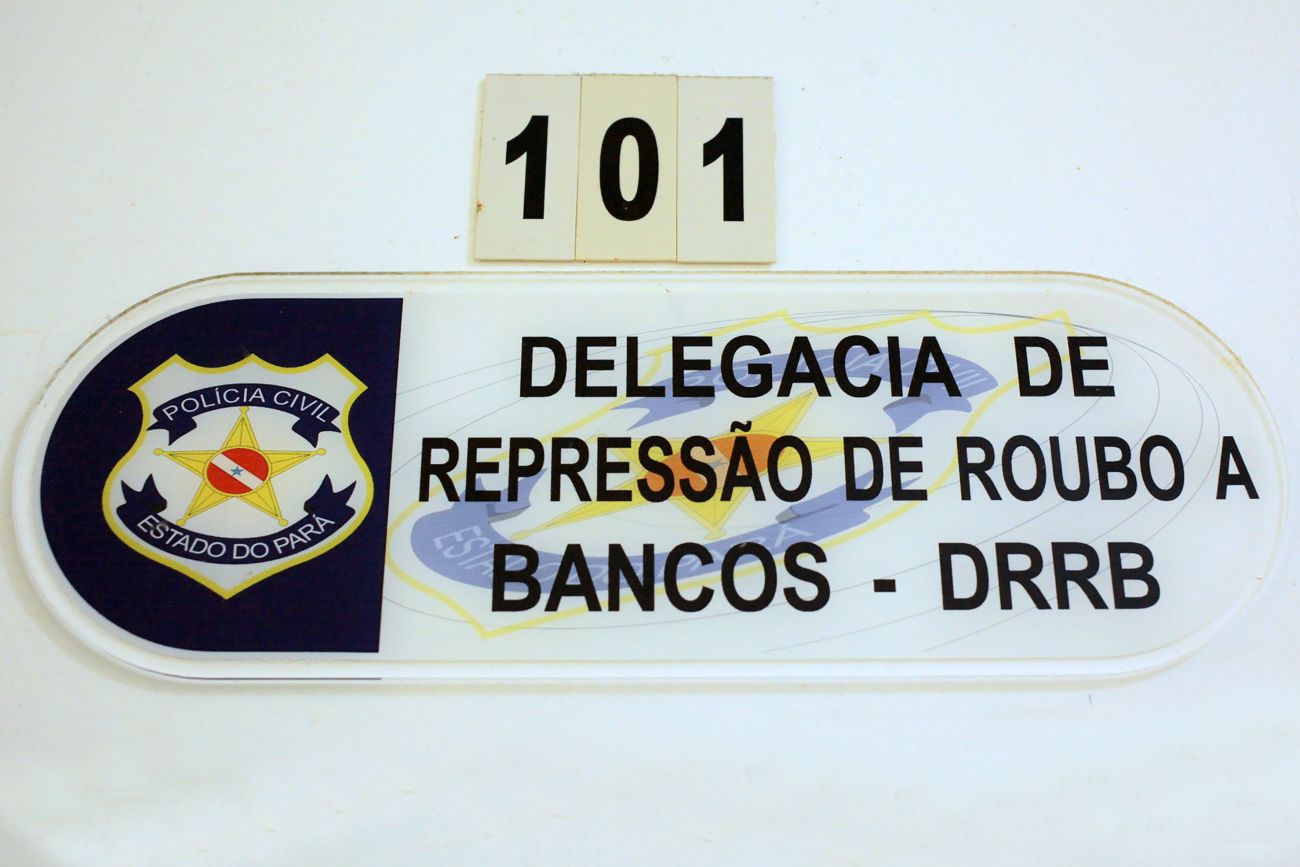 101
POLÍCIA CIVIL
ESTADO DO PARÁ
DELEGACIA DE
REPRESSÃO DE ROUBO A
BANCOS - DRRB